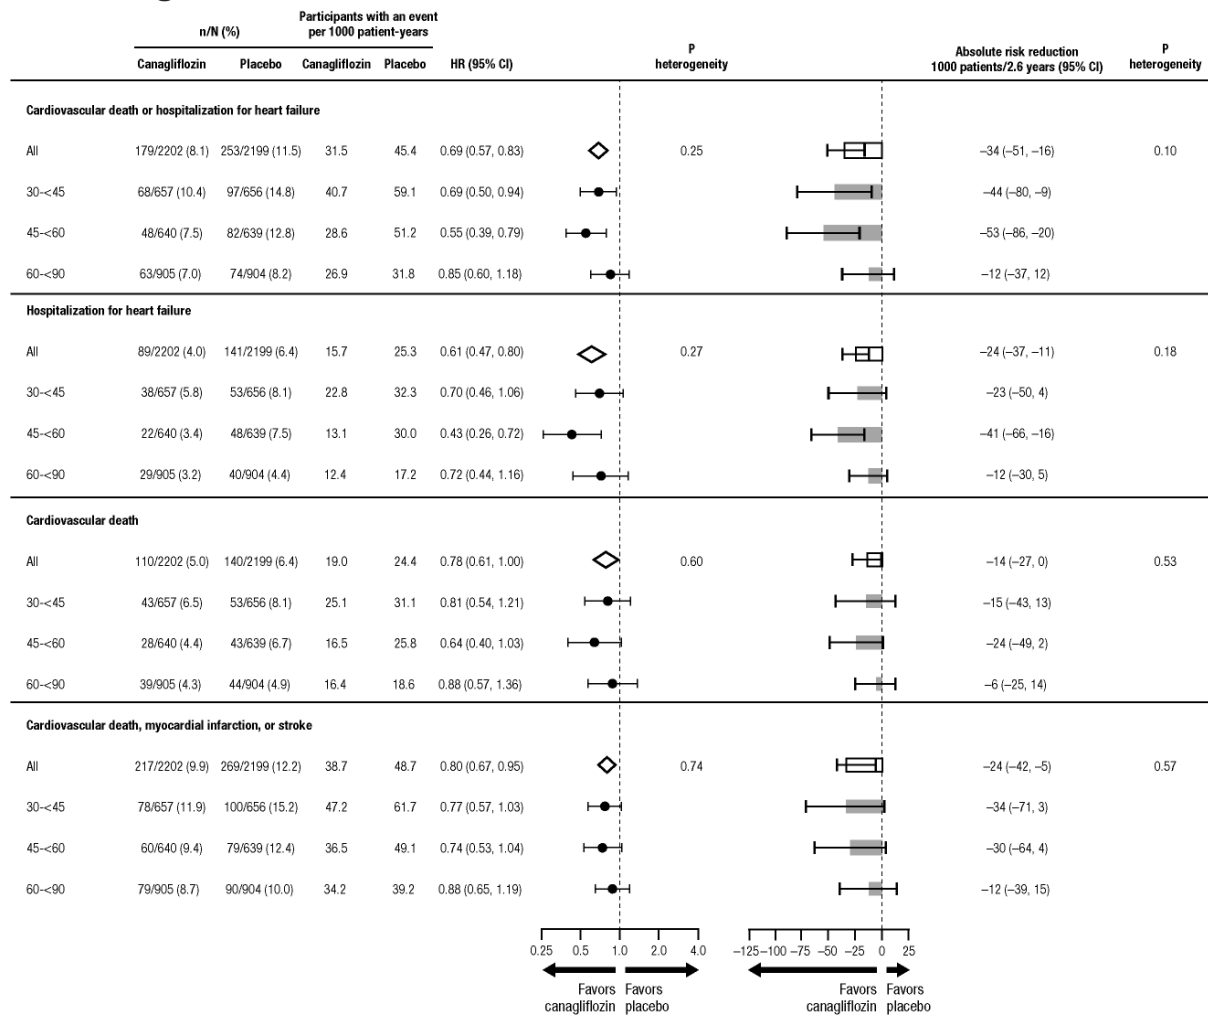 n/N (%) Participants with an event
per 1000 patient-years P
heterogeneity Absolute risk reduction
1000 patients/2.6 years (95% CI) P
heterogeneity
Canagliflozin Placebo Canagliflozin Placebo HR (95% CI)
Cardiovascular death or hospitalization for heart failure
All 179/2202 (8.1) 253/2199 (11.5) 31.5 45.4 0.69 (0.57, 0.83) 0.25 –34 (–51, –16) 0.10
30-<45 68/657 (10.4) 97/656 (14.8) 40.7 59.1 0.69 (0.50, 0.94) –44 (–80, –9)
45-<60 48/640 (7.5) 82/639 (12.8) 28.6 51.2 0.55 (0.39, 0.79) –53 (–86, –20)
60-<90 63/905 (7.0) 74/904 (8.2) 26.9 31.8 0.85 (0.60, 1.18) –12 (–37, 12)
Hospitalization for heart failure
All 89/2202 (4.0) 141/2199 (6.4) 15.7 25.3 0.61 (0.47, 0.80) 0.27 –24 (–37, –11) 0.18
30-<45 38/657 (5.8) 53/656 (8.1) 22.8 32.3 0.70 (0.46, 1.06) –23 (–50, 4)
45-<60 22/640 (3.4) 48/639 (7.5) 13.1 30.0 0.43 (0.26, 0.72) –41 (–66, –16)
60-<90 29/905 (3.2) 40/904 (4.4) 12.4 17.2 0.72 (0.44, 1.16) –12 (–30, 5)
Cardiovascular death
All 110/2202 (5.0) 140/2199 (6.4) 19.0 24.4 0.78 (0.61, 1.00) 0.60 –14 (–27, 0) 0.53
30-<45 43/657 (6.5) 53/656 (8.1) 25.1 31.1 0.81 (0.54, 1.21) –15 (–43, 13)
45-<60 28/640 (4.4) 43/639 (6.7) 16.5 25.8 0.64 (0.40, 1.03) –24 (–49, 2)
60-<90 39/905 (4.3) 44/904 (4.9) 16.4 18.6 0.88 (0.57, 1.36) –6 (–25, 14)
Cardiovascular death, myocardial infarction, or stroke
All 217/2202 (9.9) 269/2199 (12.2) 38.7 48.7 0.80 (0.67, 0.95) 0.74 –24 (–42, –5) 0.57
30-<45 78/657 (11.9) 100/656 (15.2) 47.2 61.7 0.77 (0.57, 1.03) –34 (–71, 3)
45-<60 60/640 (9.4) 79/639 (12.4) 36.5 49.1 0.74 (0.53, 1.04) –30 (–64, 4)
60-<90 79/905 (8.7) 90/904 (10.0) 34.2 39.2 0.88 (0.65, 1.19) –12 (–39, 15)
0.25 0.5 1.0 2.0 4.0 –125 –100 –75 –50 –25 0 25
Favors
canagliflozin Favors
placebo Favors
canagliflozin Favors
placebo